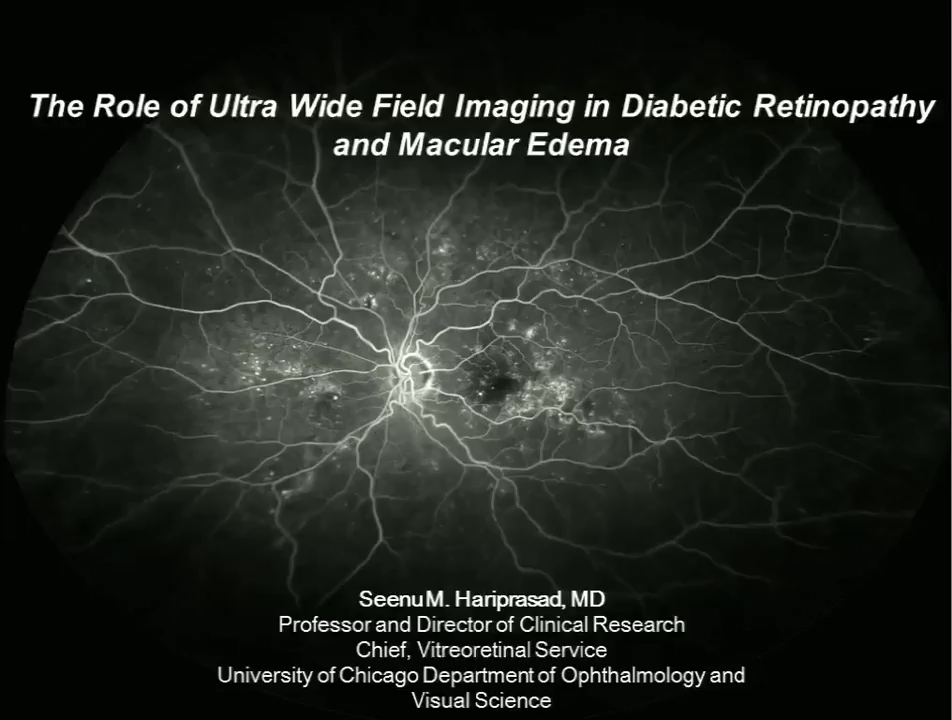 The Role of Ultra Wide Field Imaging in Diabetic Retinopathy
and Macular Edema
Seenu M. Hariprasad, MD
Professor and Director of Clinical Research
Chief, Vitreoretinal Service
University of Chicago Department of Ophthalmology and
Visual Science